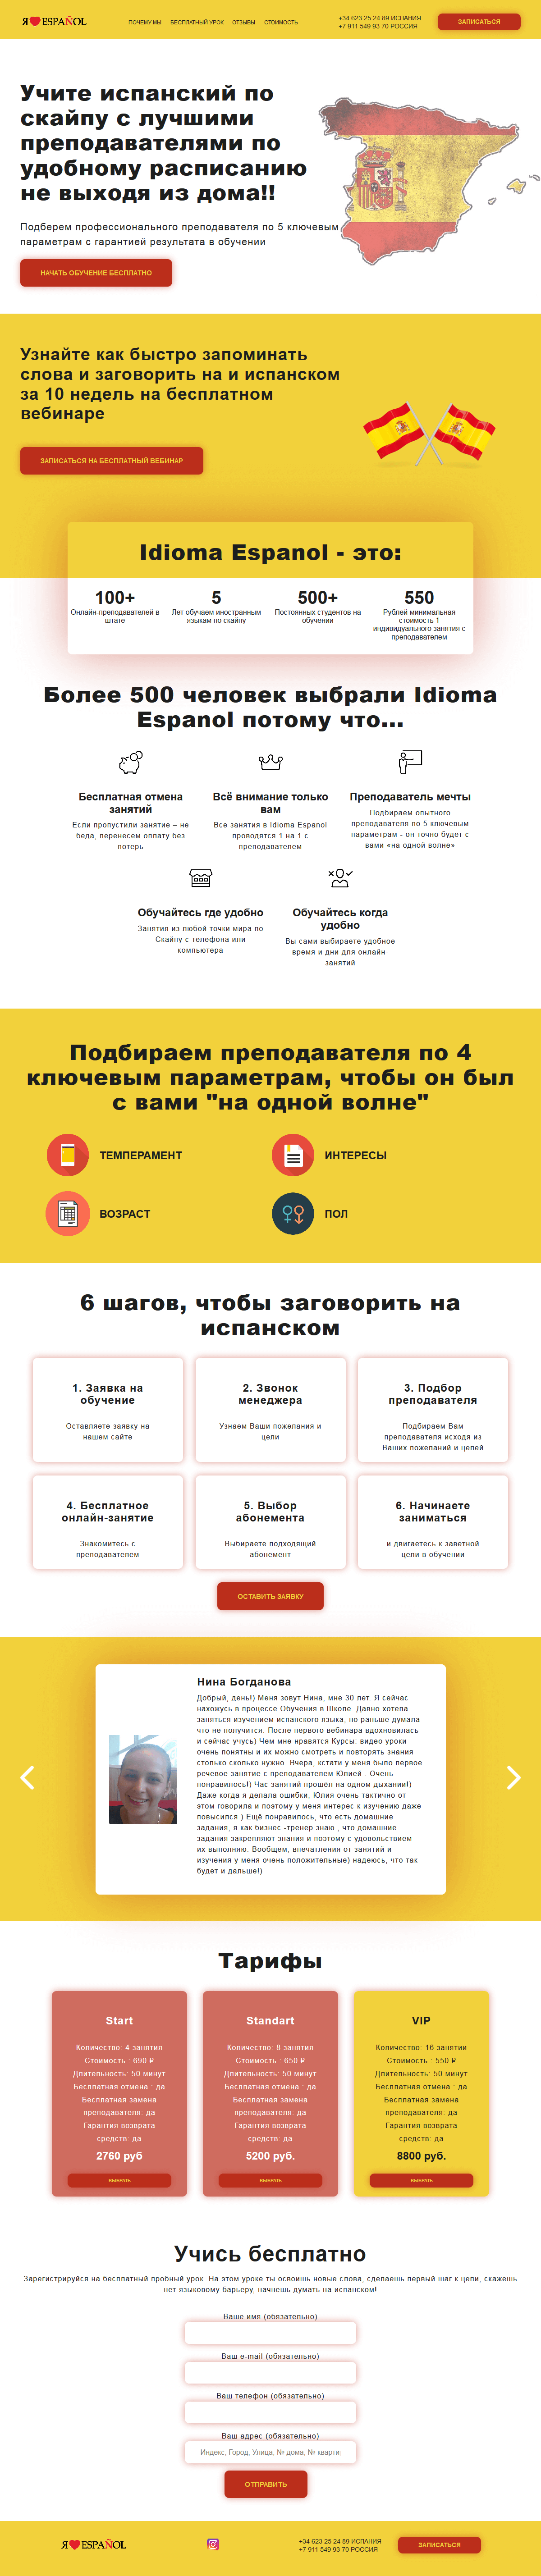 Я ESPAÑOL
ПОЧЕМУ МЫ БЕСПЛАТНЫЙ УРОК ОТЗЫВЫ СТОИМОСТЬ
+34 623 25 24 89 ИСПАНИЯ
+7 911 549 93 70 РОССИЯ
ЗАПИСАТЬСЯ
Учите испанский по
скайпу с лучшими
преподавателями по
удобному расписанию
не выходя из дома!!
Подберем профессионального преподавателя по 5 ключевым
параметрам с гарантией результата в обучении
НАЧАТЬ ОБУЧЕНИЕ БЕСПЛАТНО
Узнайте как быстро запоминать
слова и заговорить на и испанском
за 10 недель на бесплатном
вебинаре
ЗАПИСАТЬСЯ НА БЕСПЛАТНЫЙ ВЕБИНАР
Idioma Espanol - это:
100+
Онлайн-преподавателей в
штате
5
Лет обучаем иностранным
языкам по скайпу
500+
Постоянных студентов на
обучении
550
Рублей минимальная
стоимость 1
индивидуального занятия с
преподавателем
Более 500 человек выбрали Idioma
Espanol потому что...
Бесплатная отмена
занятий
Если пропустили занятие – не
беда, перенесем оплату без
потерь
Всё внимание только
вам
Все занятия в Idioma Espanol
проводятся 1 на 1 с
преподавателем
Преподаватель мечты
Подбираем опытного
преподавателя по 5 ключевым
параметрам - он точно будет с
вами «на одной волне»
Обучайтесь где удобно
Занятия из любой точки мира по
Скайпу с телефона или
компьютера
Обучайтесь когда
удобно
Вы сами выбираете удобное
время и дни для онлайн-
занятий
Подбираем преподавателя по 4
ключевым параметрам, чтобы он был
с вами "на одной волне"
ТЕМПЕРАМЕНТ
ИНТЕРЕСЫ
ВОЗРАСТ
ПОЛ
6 шагов, чтобы заговорить на
испанском
1. Заявка на
обучение
Оставляете заявку на
нашем сайте
2. Звонок
менеджера
Узнаем Ваши пожелания и
цели
3. Подбор
преподавателя
Подбираем Вам
преподавателя исходя из
Ваших пожеланий и целей
4. Бесплатное
онлайн-занятие
Знакомитесь с
преподавателем
5. Выбор
абонемента
Выбираете подходящий
абонемент
6. Начинаете
заниматься
и двигаетесь к заветной
цели в обучении
ОСТАВИТЬ ЗАЯВКУ
Нина Богданова
Добрый, день!) Меня зовут Нина, мне 30 лет. Я сейчас
нахожусь в процессе Обучения в Школе. Давно хотела
заняться изучением испанского языка, но раньше думала
что не получится. После первого вебинара вдохновилась
и сейчас учусь) Чем мне нравятся Курсы: видео уроки
очень понятны и их можно смотреть и повторять знания
столько сколько нужно. Вчера, кстати у меня было первое
речевое занятие с преподавателем Юлией . Очень
понравилось!) Час занятий прошёл на одном дыхании!)
Даже когда я делала ошибки, Юлия очень тактично от
этом говорила и поэтому у меня интерес к изучению даже
повысился ) Ещё понравилось, что есть домашние
задания, я как бизнес -тренер знаю , что домашние
задания закрепляют знания и поэтому с удовольствием
их выполняю. Вообщем, впечатления от занятий и
изучения у меня очень положительные) надеюсь, что так
будет и дальше!)
Тарифы
Start
Количество: 4 занятия
Стоимость : 690 ₽
Длительность: 50 минут
Бесплатная отмена : да
Бесплатная замена
преподавателя: да
Гарантия возврата
средств: да
2760 руб
ВЫБРАТЬ
Standart
Количество: 8 занятия
Стоимость : 650 ₽
Длительность: 50 минут
Бесплатная отмена : да
Бесплатная замена
преподавателя: да
Гарантия возврата
средств: да
5200 руб.
ВЫБРАТЬ
VIP
Количество: 16 занятии
Стоимость : 550 ₽
Длительность: 50 минут
Бесплатная отмена : да
Бесплатная замена
преподавателя: да
Гарантия возврата
средств: да
8800 руб.
ВЫБРАТЬ
Учись бесплатно
Зарегистрируйся на бесплатный пробный урок. На этом уроке ты освоишь новые слова, сделаешь первый шаг к цели, скажешь
нет языковому барьеру, начнешь думать на испанском!
Ваше имя (обязательно)
Ваш e-mail (обязательно)
Ваш телефон (обязательно)
Ваш адрес (обязательно)
Индекс, Город, Улица, № дома, № кварти
ОТПРАВИТЬ
Я ESPAÑOL
+34 623 25 24 89 ИСПАНИЯ
+7 911 549 93 70 РОССИЯ
ЗАПИСАТЬСЯ